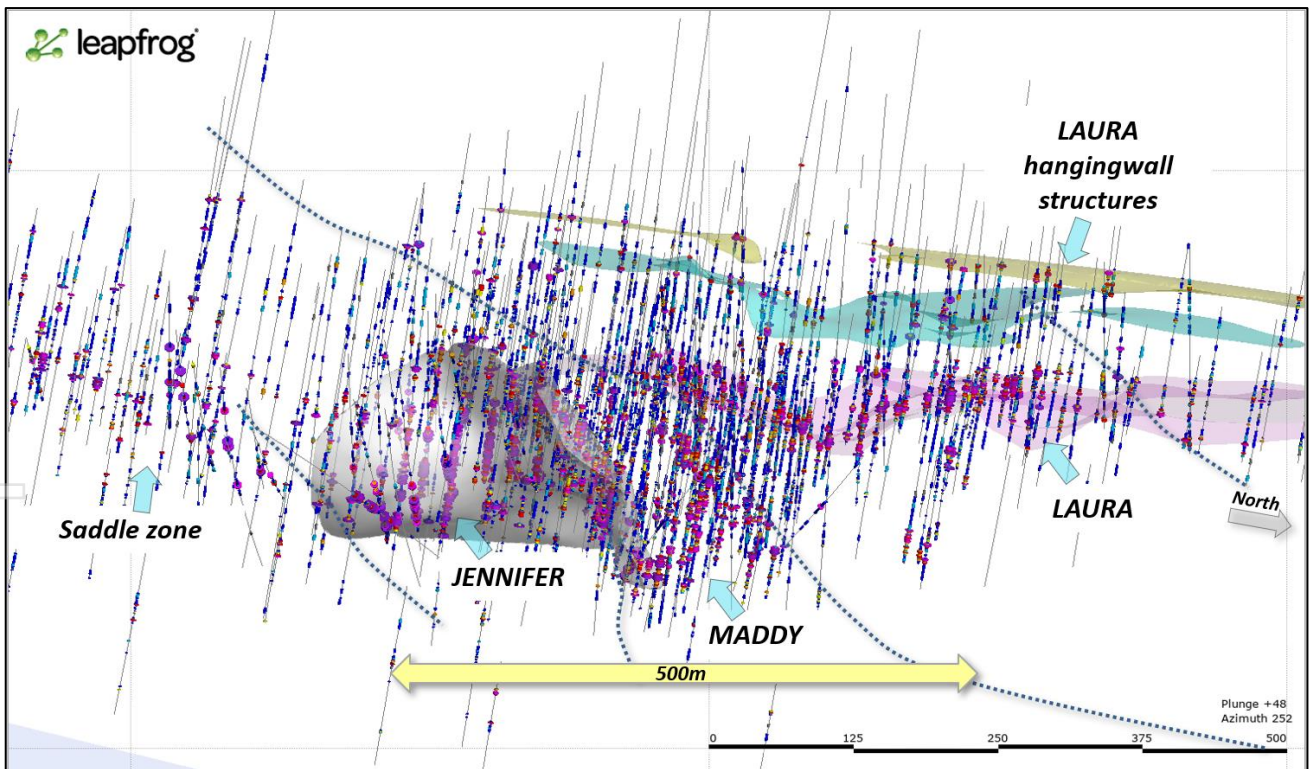 leapfrog
LAURA
hangingwall
structures
Saddle zone
JENNIFER
MADDY
LAURA
North
500m
Plunge +48
Azimuth 252
0 125 250 375 500